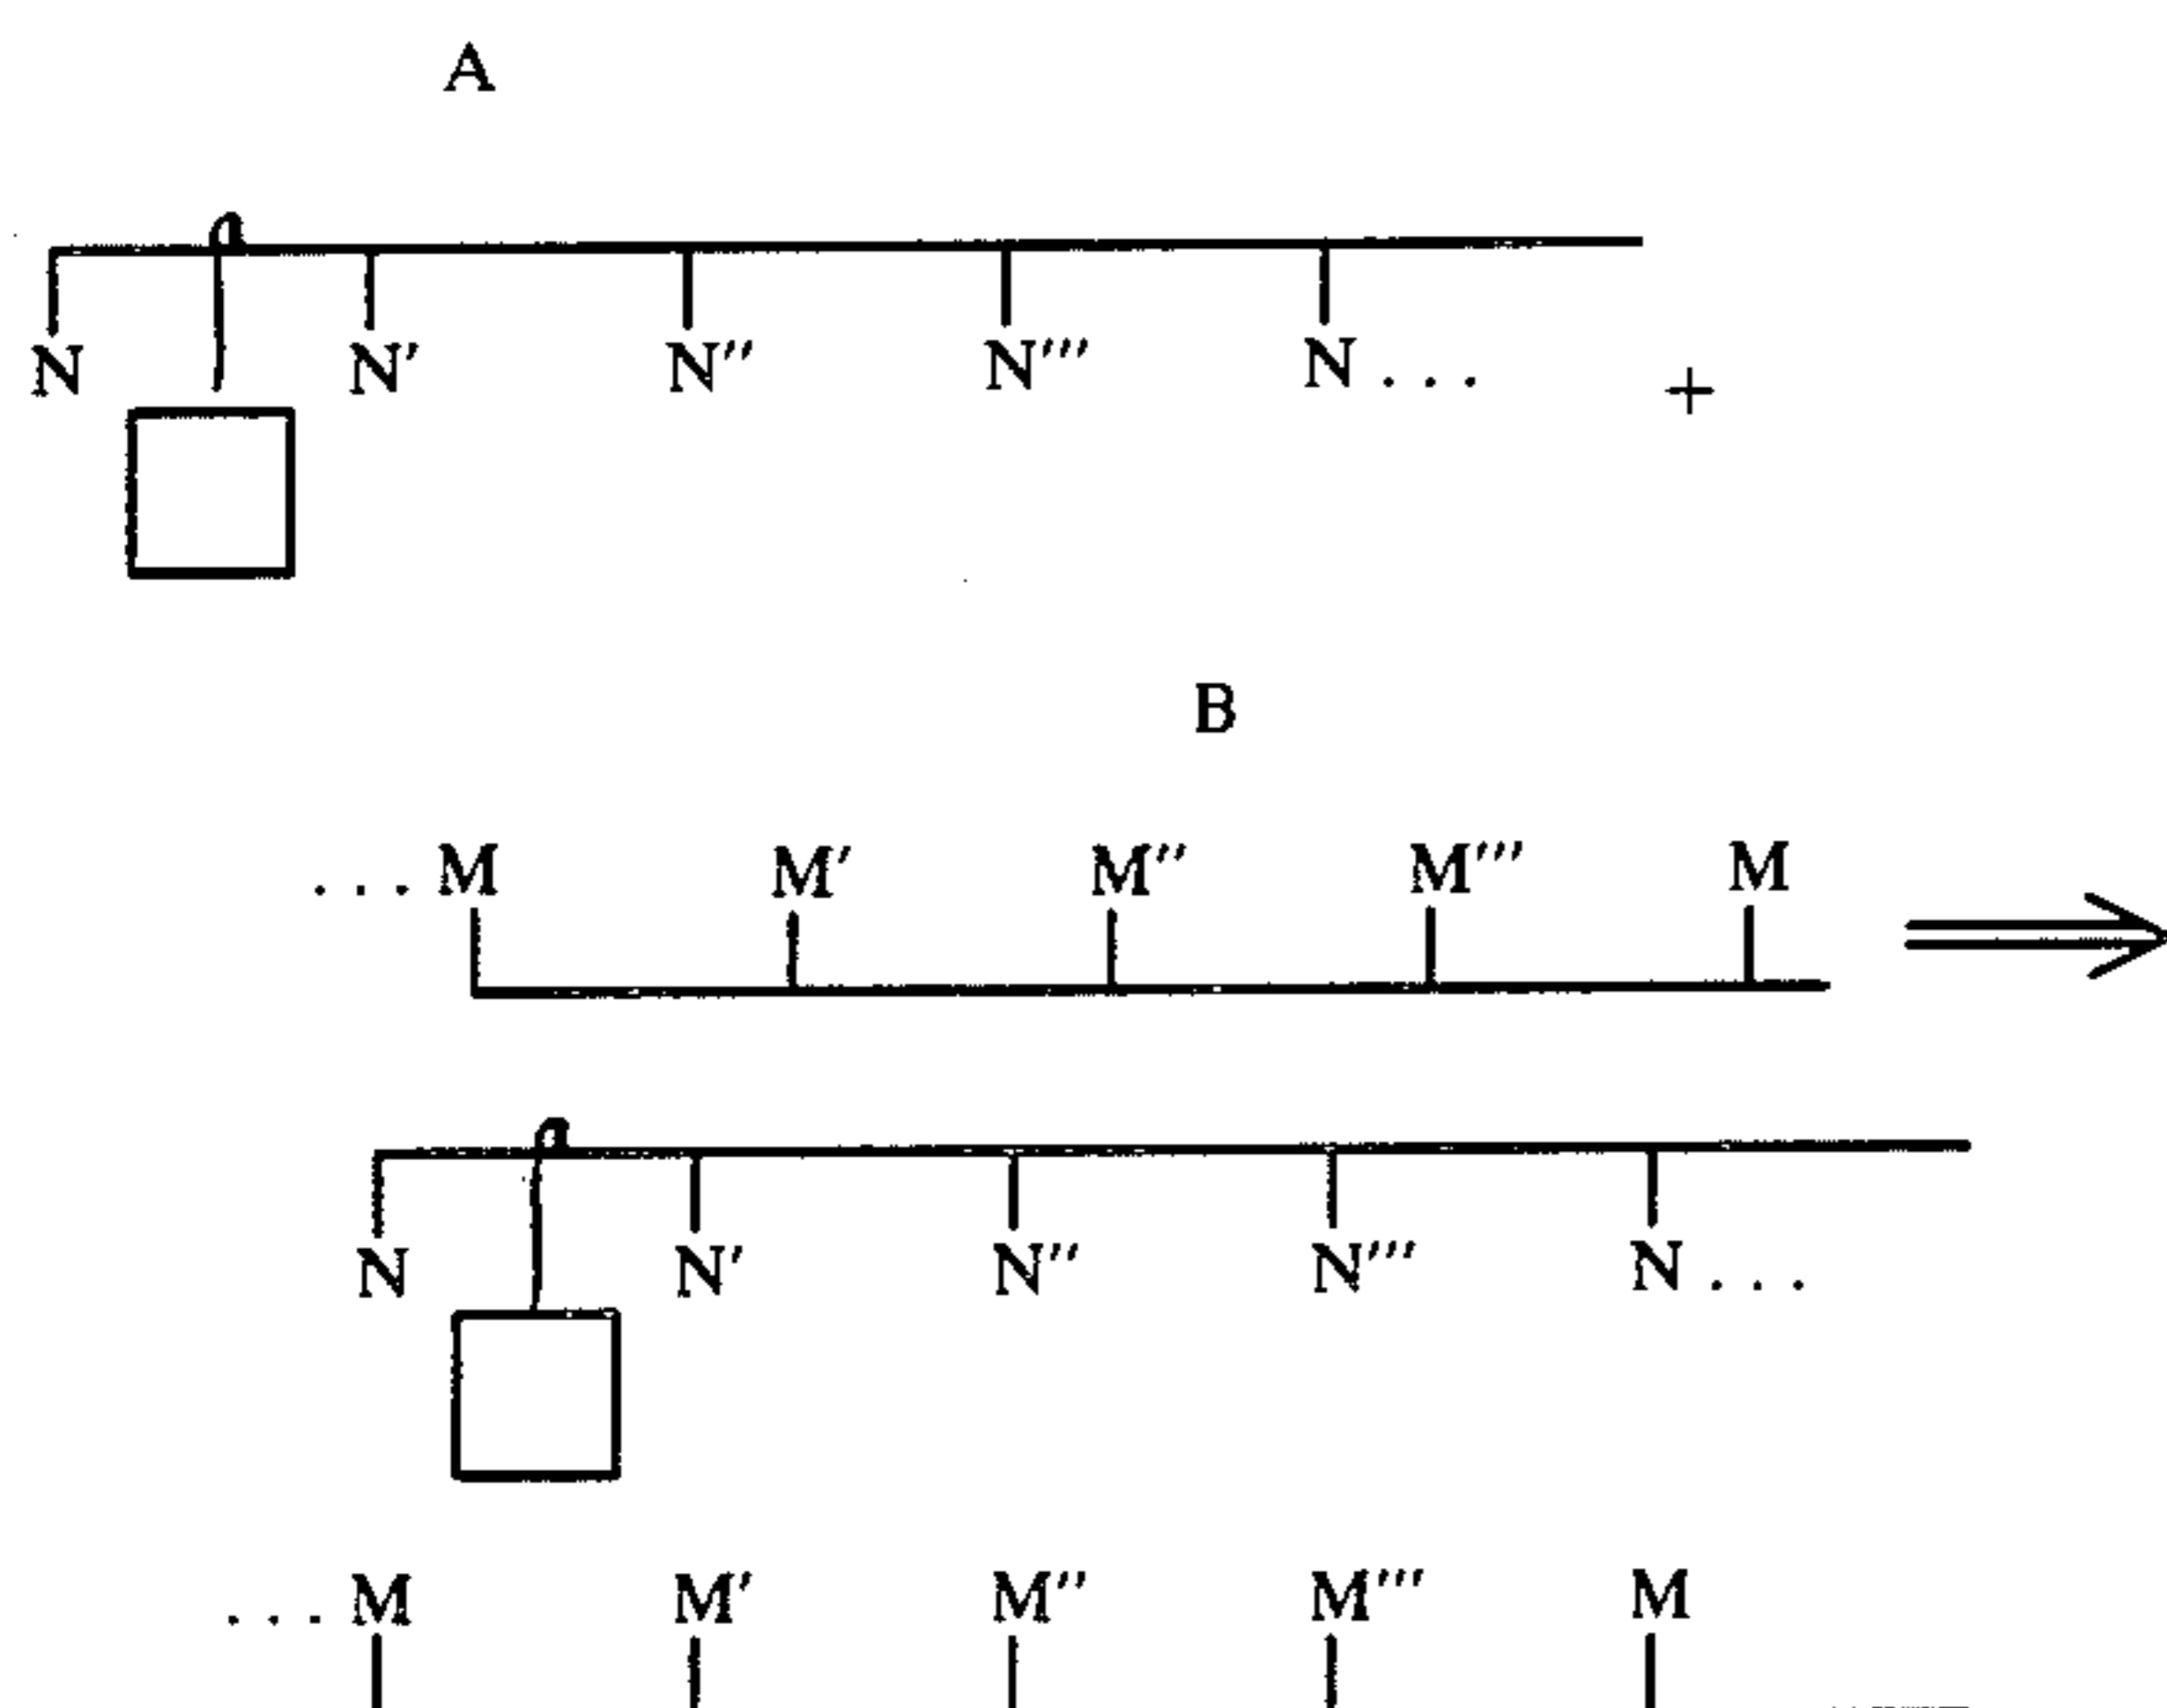 A
N N′ N″ N‴ N . . . +
B
. . . M M′ M″ M‴ M
N N′ N″ N‴ N . . .
. . . M M′ M″ M‴ M